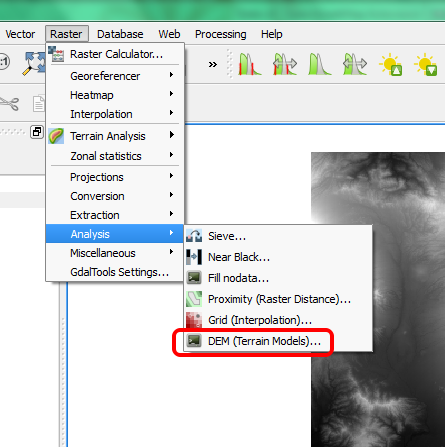 Vector Raster Database Web Processing Help
:1
»
Raster Calculator...
Georeferencer
Heatmap
Interpolation
Terrain Analysis
Zonal statistics
Projections
Conversion
Extraction
Analysis
Sieve...
Miscellaneous
Near Black...
GdalTools Settings...
Fill nodata...
Proximity (Raster Distance)...
Grid (Interpolation)...
DEM (Terrain Models)...